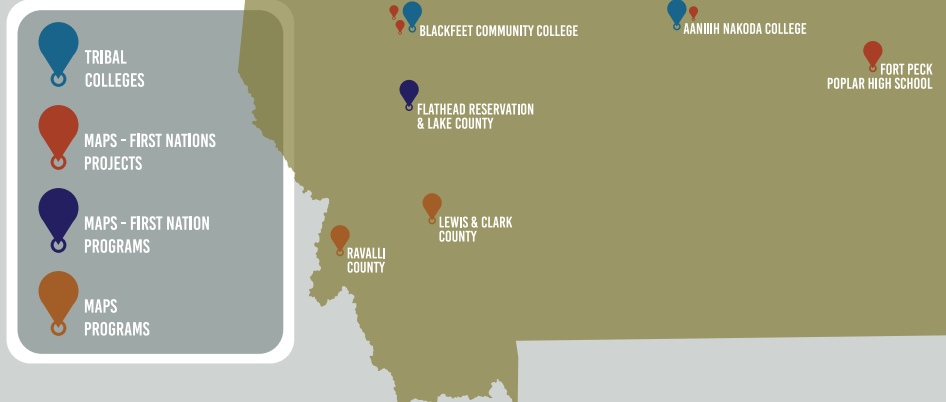 TRIBAL
COLLEGES
MAPS - FIRST NATIONS
PROJECTS
MAPS - FIRST NATION
PROGRAMS
MAPS
PROGRAMS
BLACKFEET COMMUNITY COLLEGE
AANIIIH NAKODA COLLEGE
FORT PECK
POPLAR HIGH SCHOOL
FLATHEAD RESERVATION
& LAKE COUNTY
LEWIS & CLARK
COUNTY
RAVALLI
COUNTY